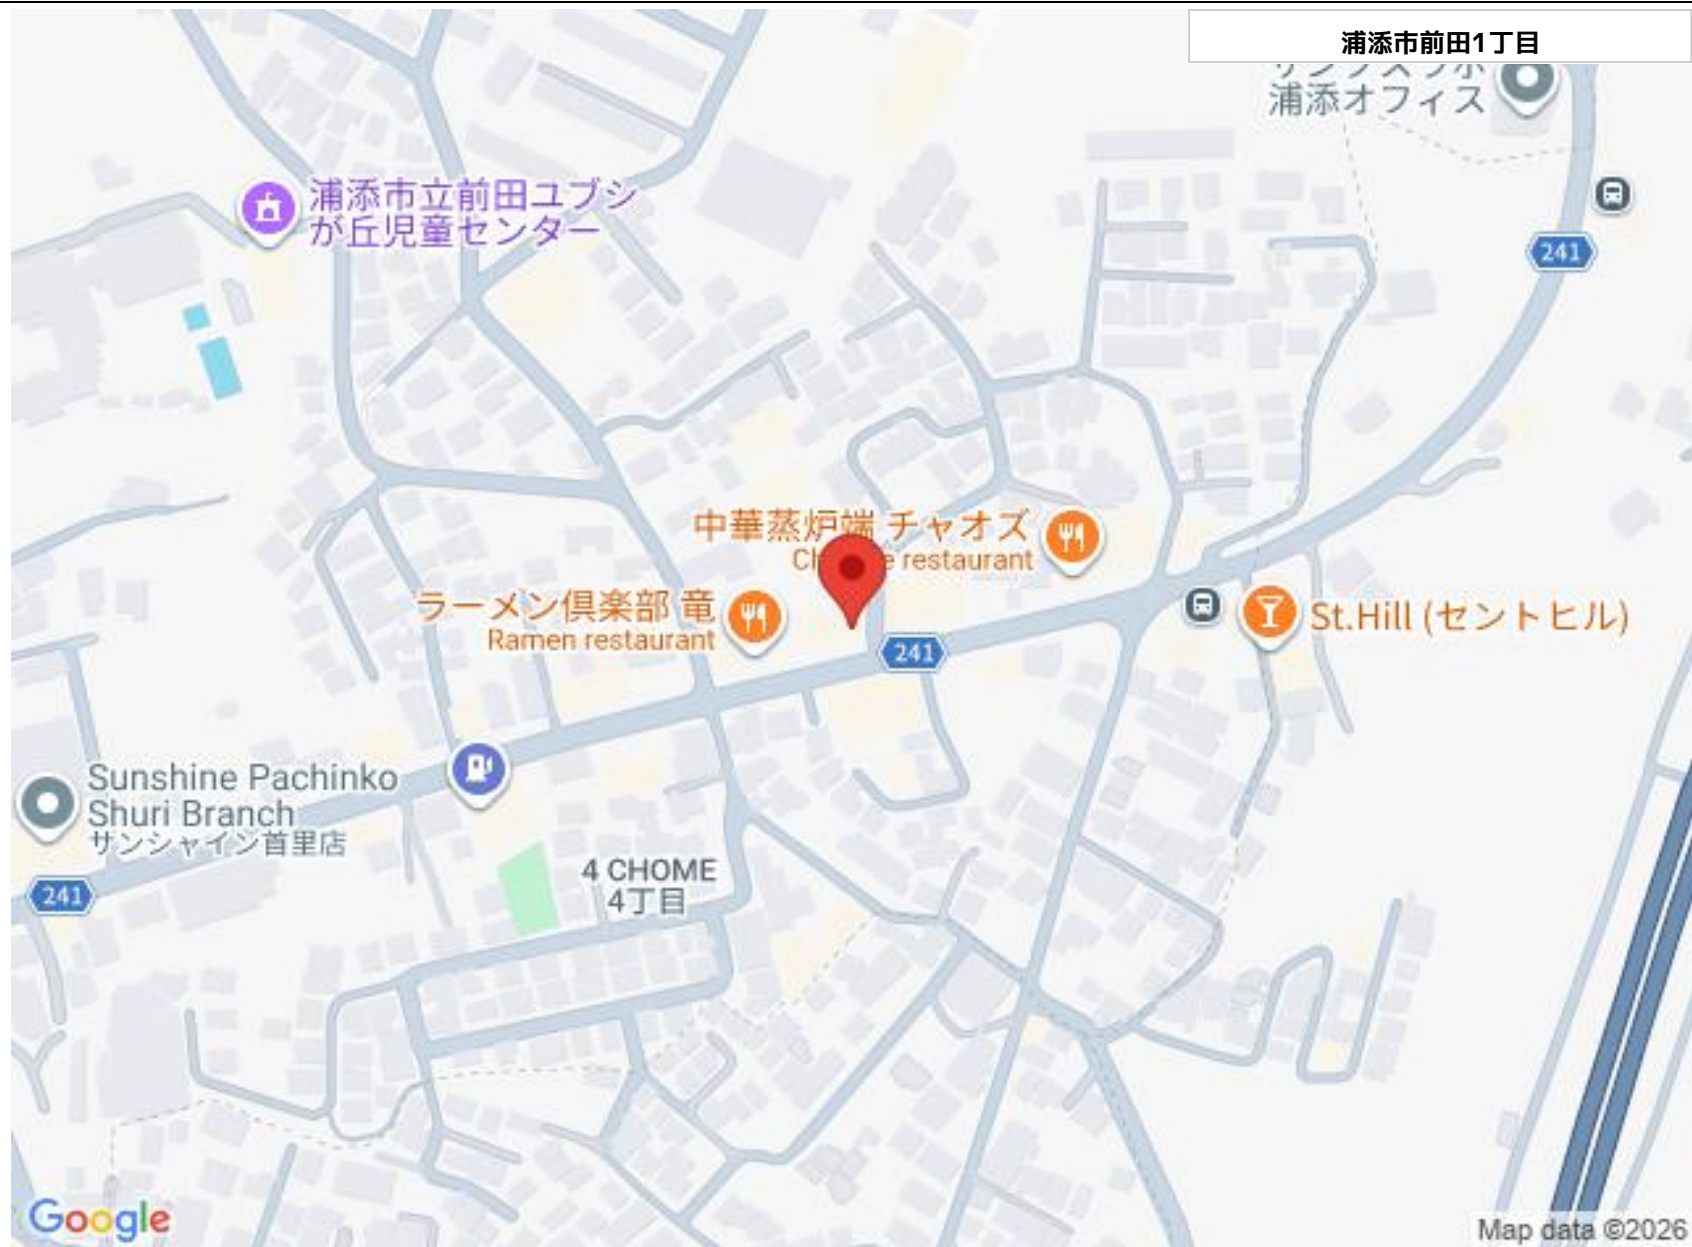 浦添市前田1丁目
浦添オフィス
浦添市立前田ユブシ
が丘児童センター
241
中華蒸炉端 チャオズ
restaurant
ラーメン倶楽部 竜
Ramen restaurant
241
St.Hill (セントヒル)
Sunshine Pachinko
Shuri Branch
サンシャイン首里店
241
4 CHOME
4丁目
Google
Map data ©2026